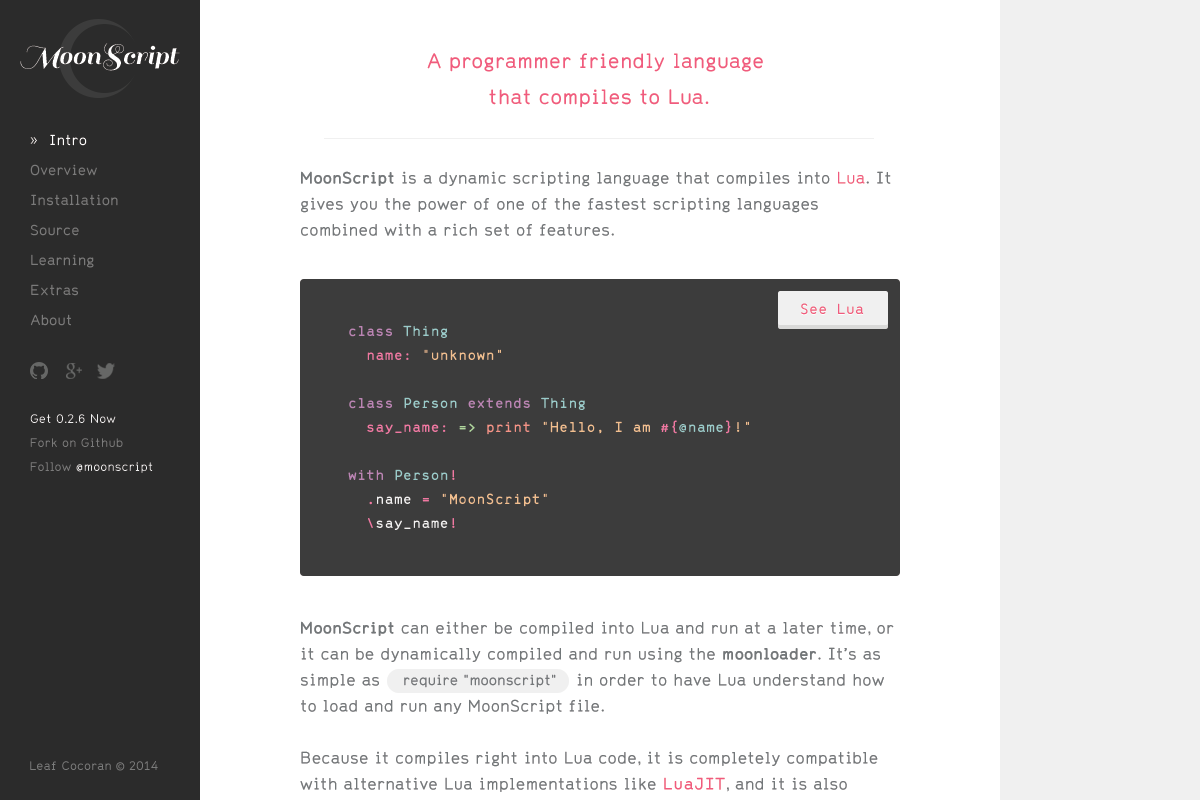 MoonScript
» Intro
Overview
Installation
Source
Learning
Extras
About
Get 0.2.6 Now
Fork on Github
Follow @moonscript
Leaf Cocoran © 2014
A programmer friendly language
that compiles to Lua.
MoonScript is a dynamic scripting language that compiles into Lua. It
gives you the power of one of the fastest scripting languages
combined with a rich set of features.
See Lua
class Thing
  name: "unknown"
class Person extends Thing
  say_name: => print "Hello, I am #{@name}!"
with Person!
  .name = "MoonScript"
  \say_name!
MoonScript can either be compiled into Lua and run at a later time, or
it can be dynamically compiled and run using the moonloader. It's as
simple as require "moonscript" in order to have Lua understand how
to load and run any MoonScript file.
Because it compiles right into Lua code, it is completely compatible
with alternative Lua implementations like LuaJIT, and it is also